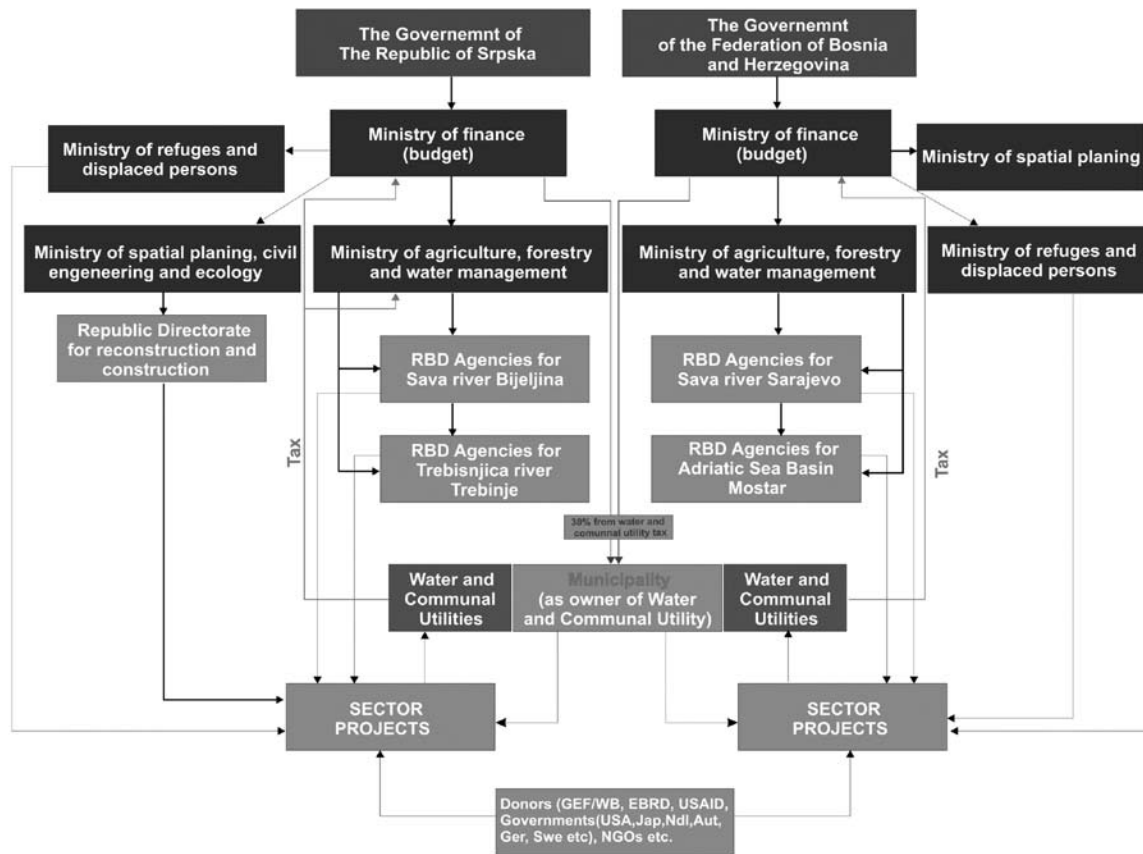 The Governemnt of
The Republic of Srpska
The Governemnt
of the Federation of Bosnia
and Herzegovina
Ministry of refuges and
displaced persons
Ministry of finance
(budget)
Ministry of finance
(budget)
Ministry of spatial planing
Ministry of spatial planing, civil
engeneering and ecology
Ministry of agriculture, forestry
and water management
Ministry of agriculture, forestry
and water management
Ministry of refuges and
displaced persons
Republic Directorate
for reconstruction and
construction
RBD Agencies for
Sava river Bijeljina
RBD Agencies for
Sava river Sarajevo
Tax
RBD Agencies for
Trebisnjica river
Trebinje
RBD Agencies for
Adriatic Sea Basin
Mostar
Tax
30% from water and
comunnal utility tax
Water and
Communal
Utilities
Municipality
(as owner of Water
and Communal Utility)
Water and
Communal
Utilities
SECTOR
PROJECTS
SECTOR
PROJECTS
Donors (GEF/WB, EBRD, USAID,
Governments(USA,Jap,Ndl,Aut,
Ger, Swe etc), NGOs etc.